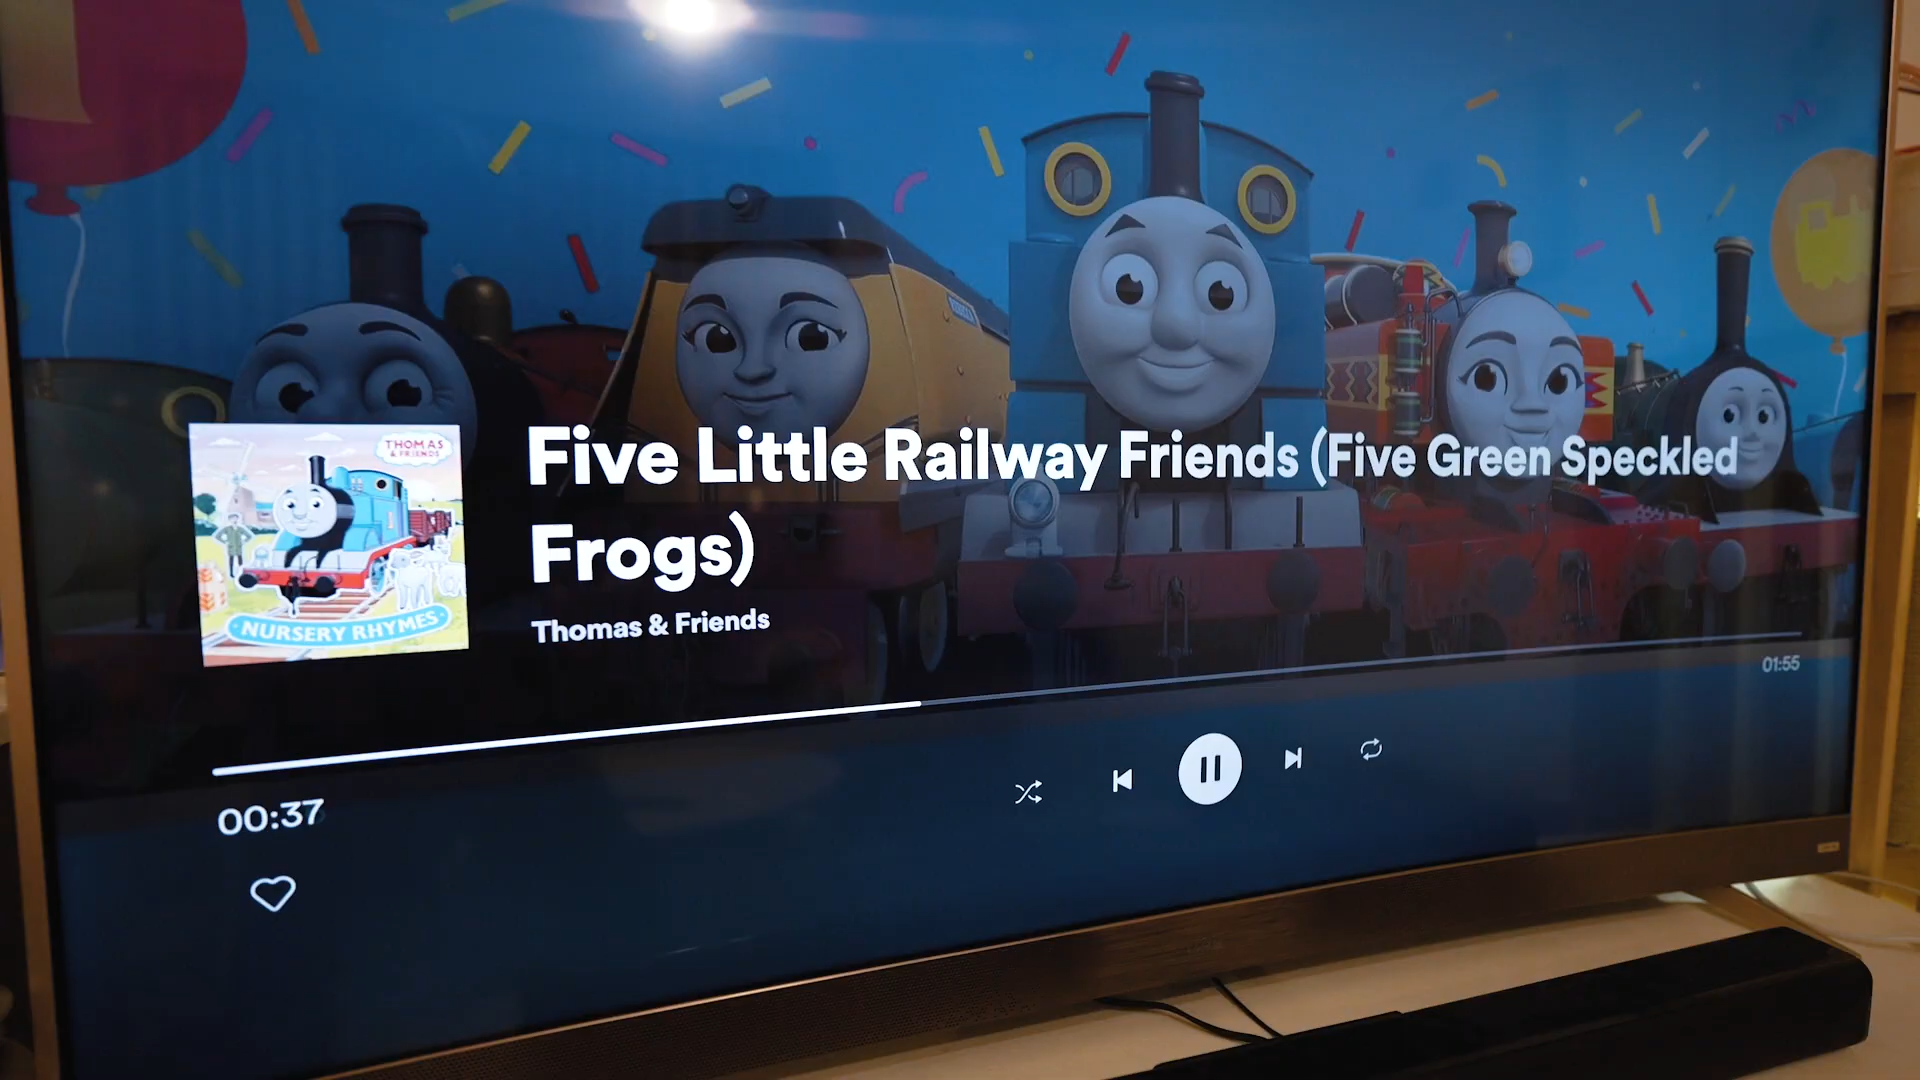 THOMAS
& FRIENDS
NURSERY RHYMES
Five Little Railway Friends (Five Green Speckled
Frogs)
Thomas & Friends
01:55
00:37